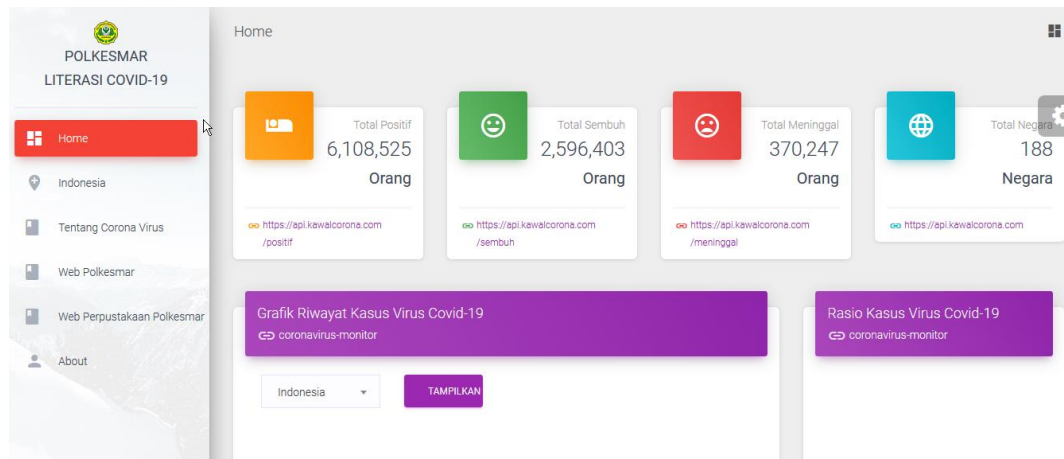 POLKESMAR
LITERASI COVID-19
Home
Indonesia
Tentang Corona Virus
Web Polkesmar
Web Perpustakaan Polkesmar
About
Home
Total Positif
6,108,525
Orang
https://api.kawalcorona.com
/positif
Total Sembuh
2,596,403
Orang
https://api.kawalcorona.com
/sembuh
Total Meninggal
370,247
Orang
https://api.kawalcorona.com
/meninggal
Total Negara
188
Negara
https://api.kawalcorona.com
Grafik Riwayat Kasus Virus Covid-19
coronavirus-monitor
Indonesia
TAMPILKAN
Rasio Kasus Virus Covid-19
coronavirus-monitor